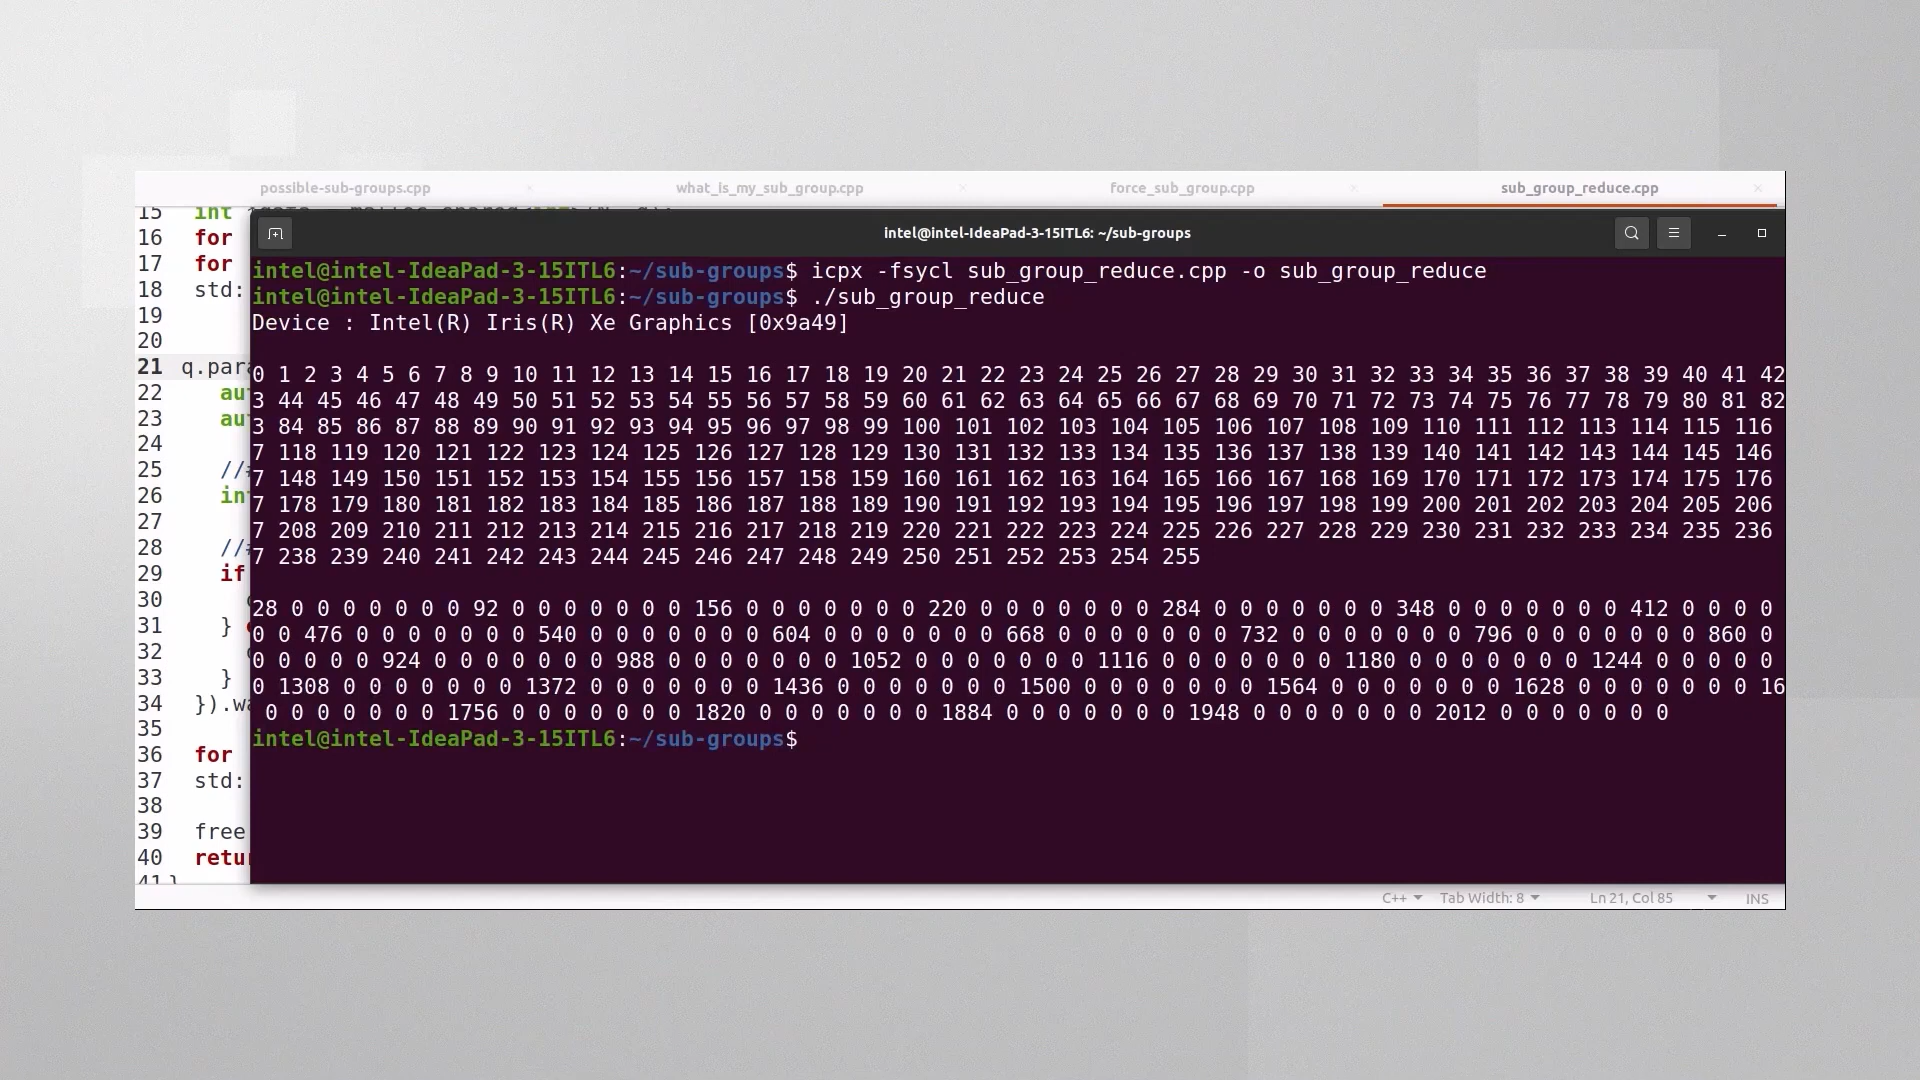 possible-sub-groups.cpp what_is_my_sub_group.cpp force_sub_group.cpp sub_group_reduce.cpp
intel@intel-IdeaPad-3-15ITL6: ~/sub-groups
15 int
16 for
17 for
18 std:
19
20
21 q.para
22 au
23 au
24
25 //
26 in
27
28 //
29 if
30
31 }
32
33 }
34 }).wa
35
36 for
37 std:
38
39 free
40 retu
41 }
intel@intel-IdeaPad-3-15ITL6:~/sub-groups$ icpx -fsycl sub_group_reduce.cpp -o sub_group_reduce
intel@intel-IdeaPad-3-15ITL6:~/sub-groups$ ./sub_group_reduce
Device : Intel(R) Iris(R) Xe Graphics [0x9a49]
0 1 2 3 4 5 6 7 8 9 10 11 12 13 14 15 16 17 18 19 20 21 22 23 24 25 26 27 28 29 30 31 32 33 34 35 36 37 38 39 40 41 42
3 44 45 46 47 48 49 50 51 52 53 54 55 56 57 58 59 60 61 62 63 64 65 66 67 68 69 70 71 72 73 74 75 76 77 78 79 80 81 82
3 84 85 86 87 88 89 90 91 92 93 94 95 96 97 98 99 100 101 102 103 104 105 106 107 108 109 110 111 112 113 114 115 116
7 118 119 120 121 122 123 124 125 126 127 128 129 130 131 132 133 134 135 136 137 138 139 140 141 142 143 144 145 146
7 148 149 150 151 152 153 154 155 156 157 158 159 160 161 162 163 164 165 166 167 168 169 170 171 172 173 174 175 176
7 178 179 180 181 182 183 184 185 186 187 188 189 190 191 192 193 194 195 196 197 198 199 200 201 202 203 204 205 206
7 208 209 210 211 212 213 214 215 216 217 218 219 220 221 222 223 224 225 226 227 228 229 230 231 232 233 234 235 236
7 238 239 240 241 242 243 244 245 246 247 248 249 250 251 252 253 254 255
28 0 0 0 0 0 0 0 92 0 0 0 0 0 0 0 156 0 0 0 0 0 0 0 220 0 0 0 0 0 0 0 284 0 0 0 0 0 0 0 348 0 0 0 0 0 0 0 412 0 0 0 0
0 0 476 0 0 0 0 0 0 0 540 0 0 0 0 0 0 0 604 0 0 0 0 0 0 0 668 0 0 0 0 0 0 0 732 0 0 0 0 0 0 0 796 0 0 0 0 0 0 0 860 0
0 0 0 0 0 924 0 0 0 0 0 0 0 988 0 0 0 0 0 0 0 1052 0 0 0 0 0 0 0 1116 0 0 0 0 0 0 0 1180 0 0 0 0 0 0 0 1244 0 0 0 0 0
0 1308 0 0 0 0 0 0 0 1372 0 0 0 0 0 0 0 1436 0 0 0 0 0 0 0 1500 0 0 0 0 0 0 0 1564 0 0 0 0 0 0 0 1628 0 0 0 0 0 0 0 16
0 0 0 0 0 0 0 1756 0 0 0 0 0 0 0 1820 0 0 0 0 0 0 0 1884 0 0 0 0 0 0 0 1948 0 0 0 0 0 0 0 2012 0 0 0 0 0 0 0
intel@intel-IdeaPad-3-15ITL6:~/sub-groups$
C++ Tab Width: 8 Ln 21, Col 85 INS